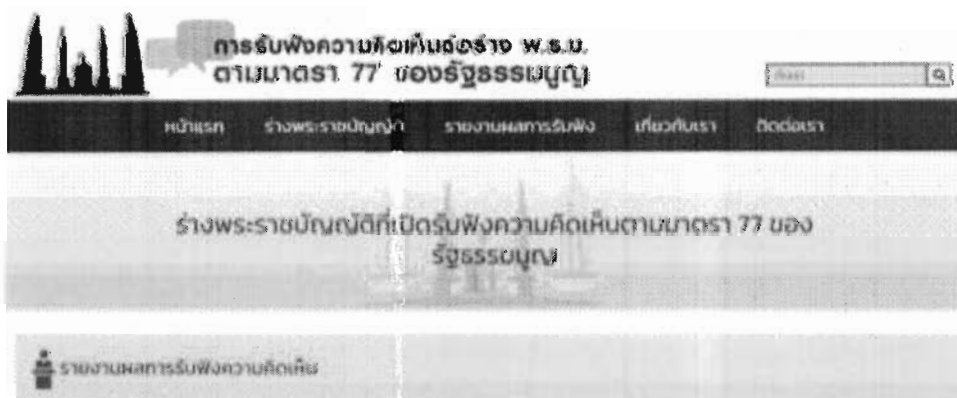 การรับฟังความคิดเห็นต่อร่าง พ.ร.บ.
ตามมาตรา 77 ของรัฐธรรมนูญ
ค้นหา
หน้าแรก ร่างพระราชบัญญัติ รายงานผลการรับฟัง เกี่ยวกับเรา ติดต่อเรา
ร่างพระราชบัญญัติที่เปิดรับฟังความคิดเห็นตามมาตรา 77 ของ
รัฐธรรมนูญ
รายงานผลการรับฟังความคิดเห็น